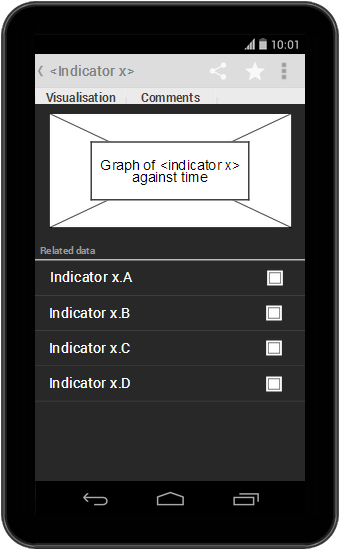 10:01
<Indicator x>
Visualisation Comments
Graph of <indicator x>
against time
Related data
Indicator x.A
Indicator x.B
Indicator x.C
Indicator x.D